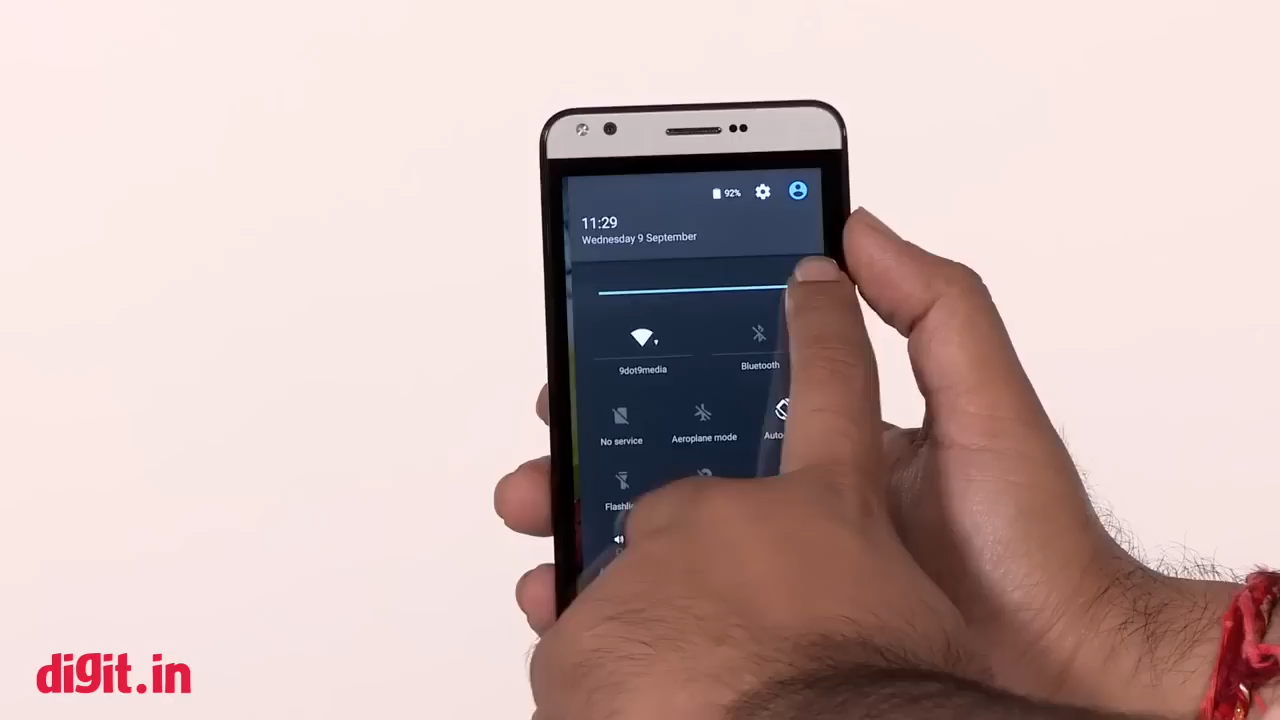 92%
11:29
Wednesday 9 September
9dot9media
Bluetooth
No service
Aeroplane mode
digit.in